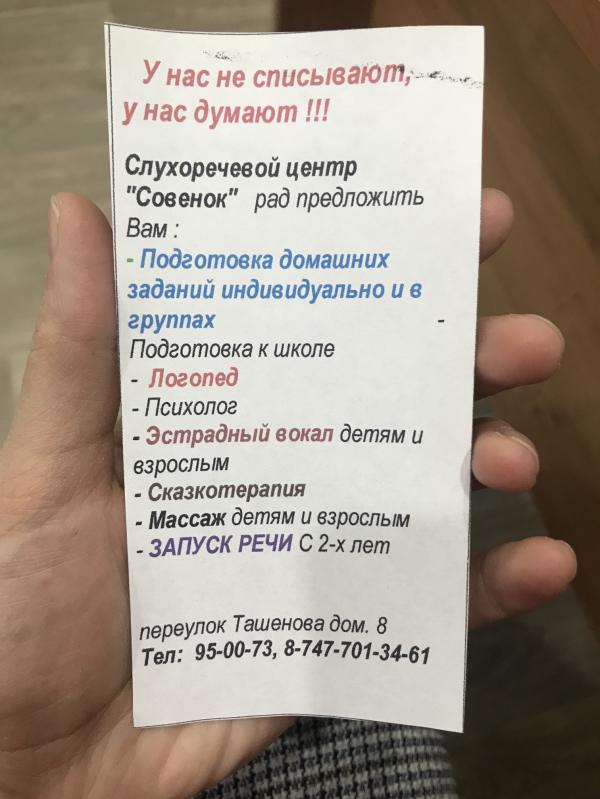 У нас не списывают,
у нас думают !!!
Слухоречевой центр
"Совенок" рад предложить
Вам :
- Подготовка домашних
заданий индивидуально и в
группах -
Подготовка к школе
- Логопед
- Психолог
- Эстрадный вокал детям и
взрослым
- Сказкотерапия
- Массаж детям и взрослым
- ЗАПУСК РЕЧИ С 2-х лет
переулок Ташенова дом. 8
Тел: 95-00-73, 8-747-701-34-61